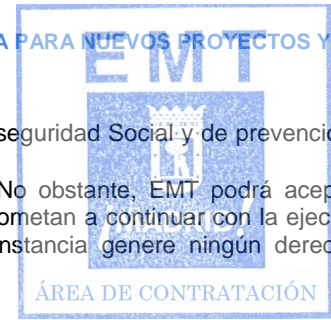 A PARA NUEVOS PROYECTOS Y
EMT
seguridad Social y de prevenció
No obstante, EMT podrá acep
ometan a continuar con la ejec
¡MADRID!
nstancia genere ningún derec
ÁREA DE CONTRATACIÓN